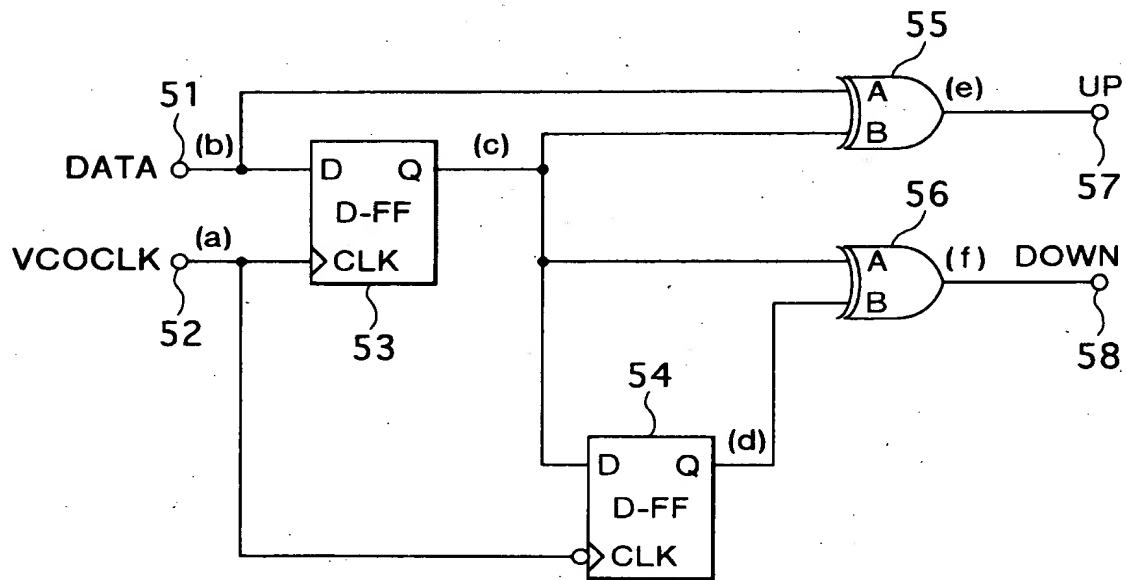 55
UP
51
A
(e)
(b)
(c)
B
DATA
D
Q
57
D-FF
56
(a)
VCOCLK
CLK
A
(f)
DOWN
B
52
53
58
54
(d)
D
Q
D-FF
CLK